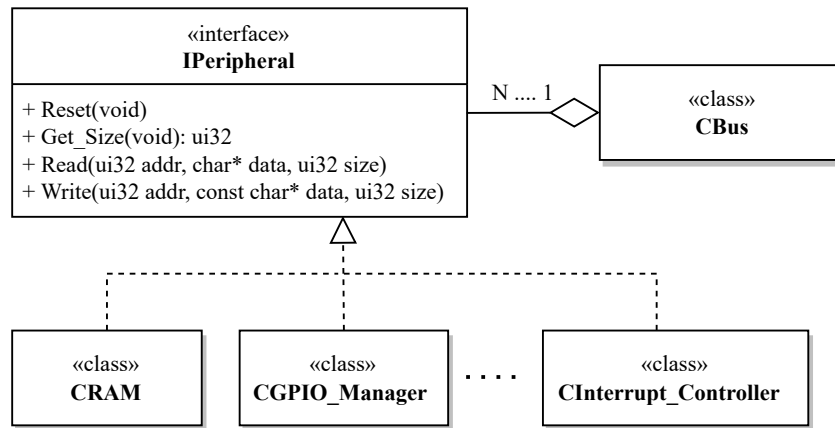 «interface»
IPeripheral
+ Reset(void)
+ Get_Size(void): ui32
+ Read(ui32 addr, char* data, ui32 size)
+ Write(ui32 addr, const char* data, ui32 size)
N .... 1
«class»
CBus
«class»
CRAM
«class»
CGPIO_Manager
....
«class»
CInterrupt_Controller